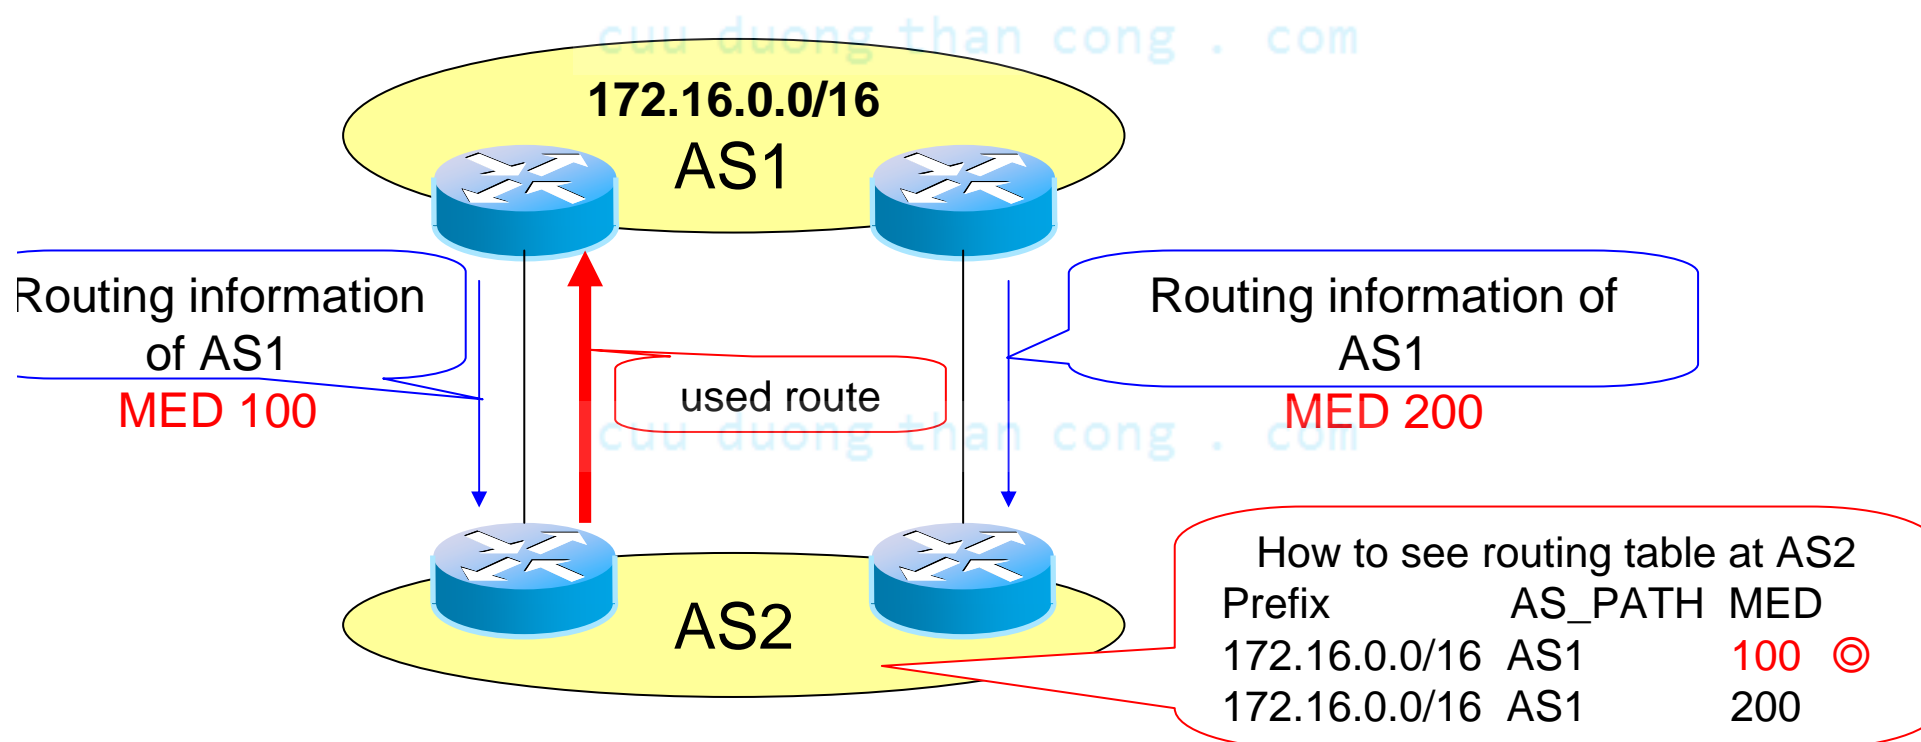 cuu duong than cong . com
172.16.0.0/16
AS1
Routing information
of AS1
MED 100
used route
Routing information of
AS1
MED 200
cuu duong than cong . com
AS2
How to see routing table at AS2
Prefix AS_PATH MED
172.16.0.0/16 AS1 100 ◎
172.16.0.0/16 AS1 200